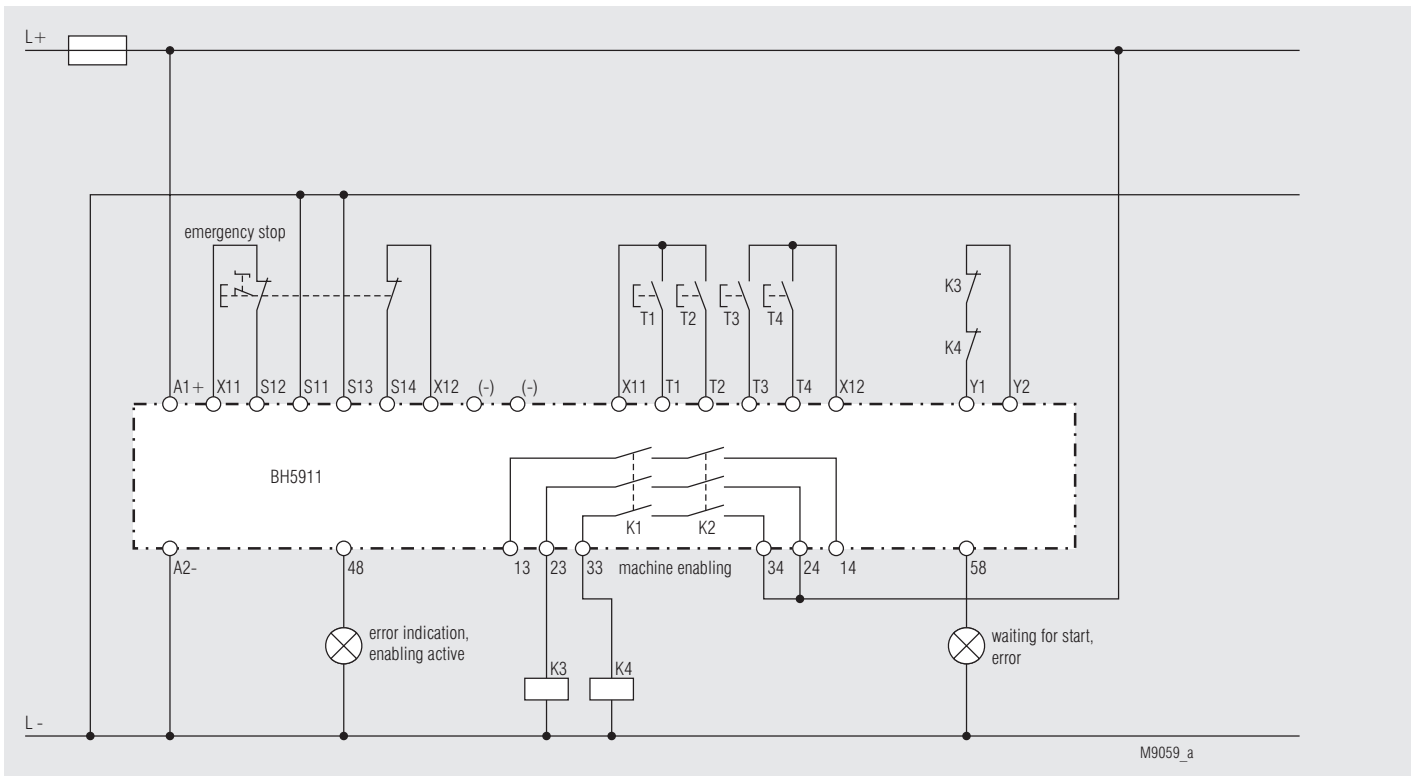 L+
emergency stop
T1 T2 T3 T4
K3
K4
A1+ X11 S12 S11 S13 S14 X12 (-) (-) X11 T1 T2 T3 T4 X12 Y1 Y2
BH5911
K1 K2
A2- 48 13 23 33 machine enabling 34 24 14 58
error indication,
enabling active
waiting for start,
error
K3 K4
L -
M9059_a